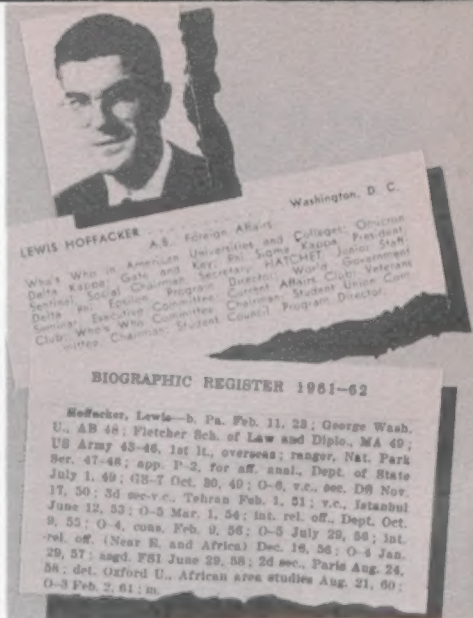 LEWIS HOFFACKER Washington, D. C.
A.B., Foreign Affairs
Who's Who in American Universities and Colleges; Omicron
Delta Kappa; Gate and Key; Phi Sigma Kappa, President,
Sentinel, Social Chairman, Secretary; HATCHET, Junior Staff;
Delta Phi Epsilon, Program Director; World Government
Seminar, Executive Committee; Current Affairs Club; Veterans
Club; Who's Who Committee, Chairman; Student Union Com
mittee, Chairman; Student Council Program Director.
BIOGRAPHIC REGISTER 1961-62
Hoffacker, Lewis—b. Pa. Feb. 11, 23; George Wash.
U., AB 48; Fletcher Sch. of Law and Diplo., MA 49;
US Army 43-46, 1st lt., overseas; ranger, Nat. Park
Ser. 47-48; app. P-2, for aff. anal., Dept. of State
July 1, 49; GS-7 Oct. 30, 49; O-6, v.c., sec. DS Nov.
17, 50; 3d sec-v.c., Tehran Feb. 1, 51; v.c., Istanbul
June 12, 53; O-5 Mar. 1, 54; int. rel. off., Dept. Oct.
9, 55; O-4, cons. Feb. 9, 56; O-5 July 29, 56; int.
rel. off. (Near E. and Africa) Dec. 16, 56; O-4 Jan.
29, 57; assgd. FSI June 29, 58; 2d sec., Paris Aug. 24,
58; det. Oxford U., African area studies Aug. 21, 60;
O-3 Feb. 2, 61; m.